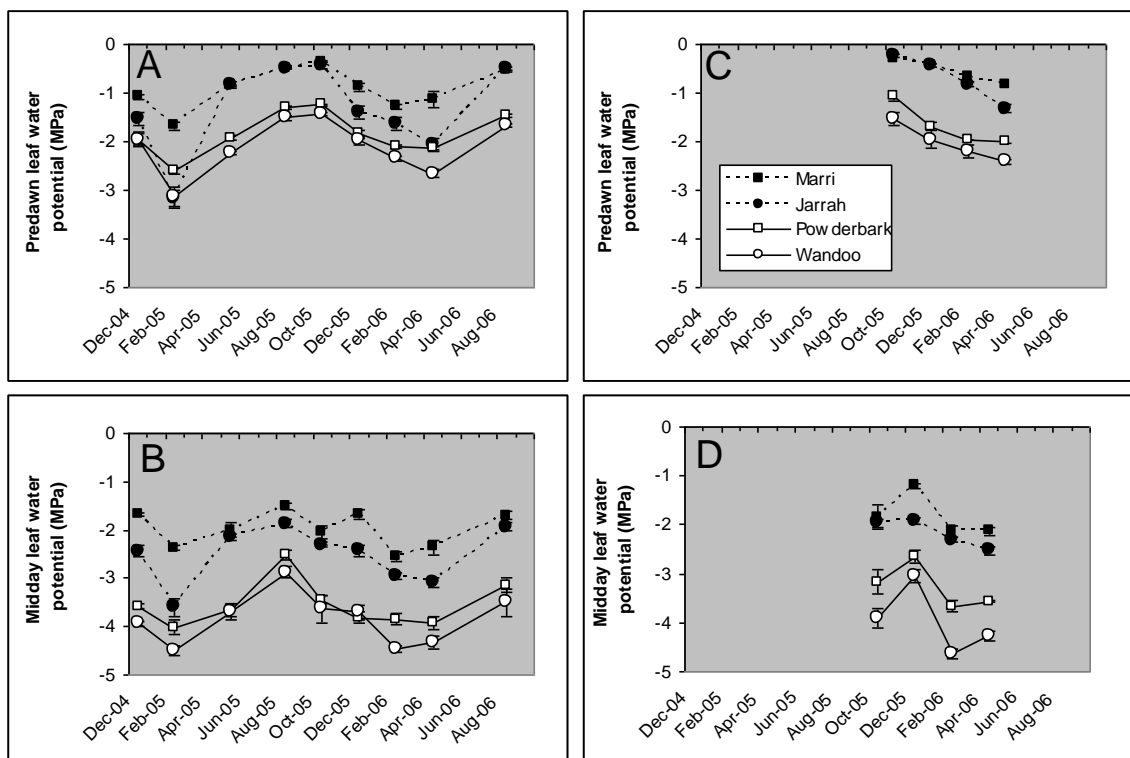 A
0
-1
-2
-3
-4
-5
Predawn leaf water
potential (MPa)
Dec-04
Feb-05
Apr-05
Jun-05
Aug-05
Oct-05
Dec-05
Feb-06
Apr-06
Jun-06
Aug-06
C
0
-1
-2
-3
-4
-5
Predawn leaf water
potential (MPa)
Marri
Jarrah
Pow derbark
Wandoo
Dec-04
Feb-05
Apr-05
Jun-05
Aug-05
Oct-05
Dec-05
Feb-06
Apr-06
Jun-06
Aug-06
B
0
-1
-2
-3
-4
-5
Midday leaf water
potential (MPa)
Dec-04
Feb-05
Apr-05
Jun-05
Aug-05
Oct-05
Dec-05
Feb-06
Apr-06
Jun-06
Aug-06
D
0
-1
-2
-3
-4
-5
Midday leaf water
potential (MPa)
Dec-04
Feb-05
Apr-05
Jun-05
Aug-05
Oct-05
Dec-05
Feb-06
Apr-06
Jun-06
Aug-06